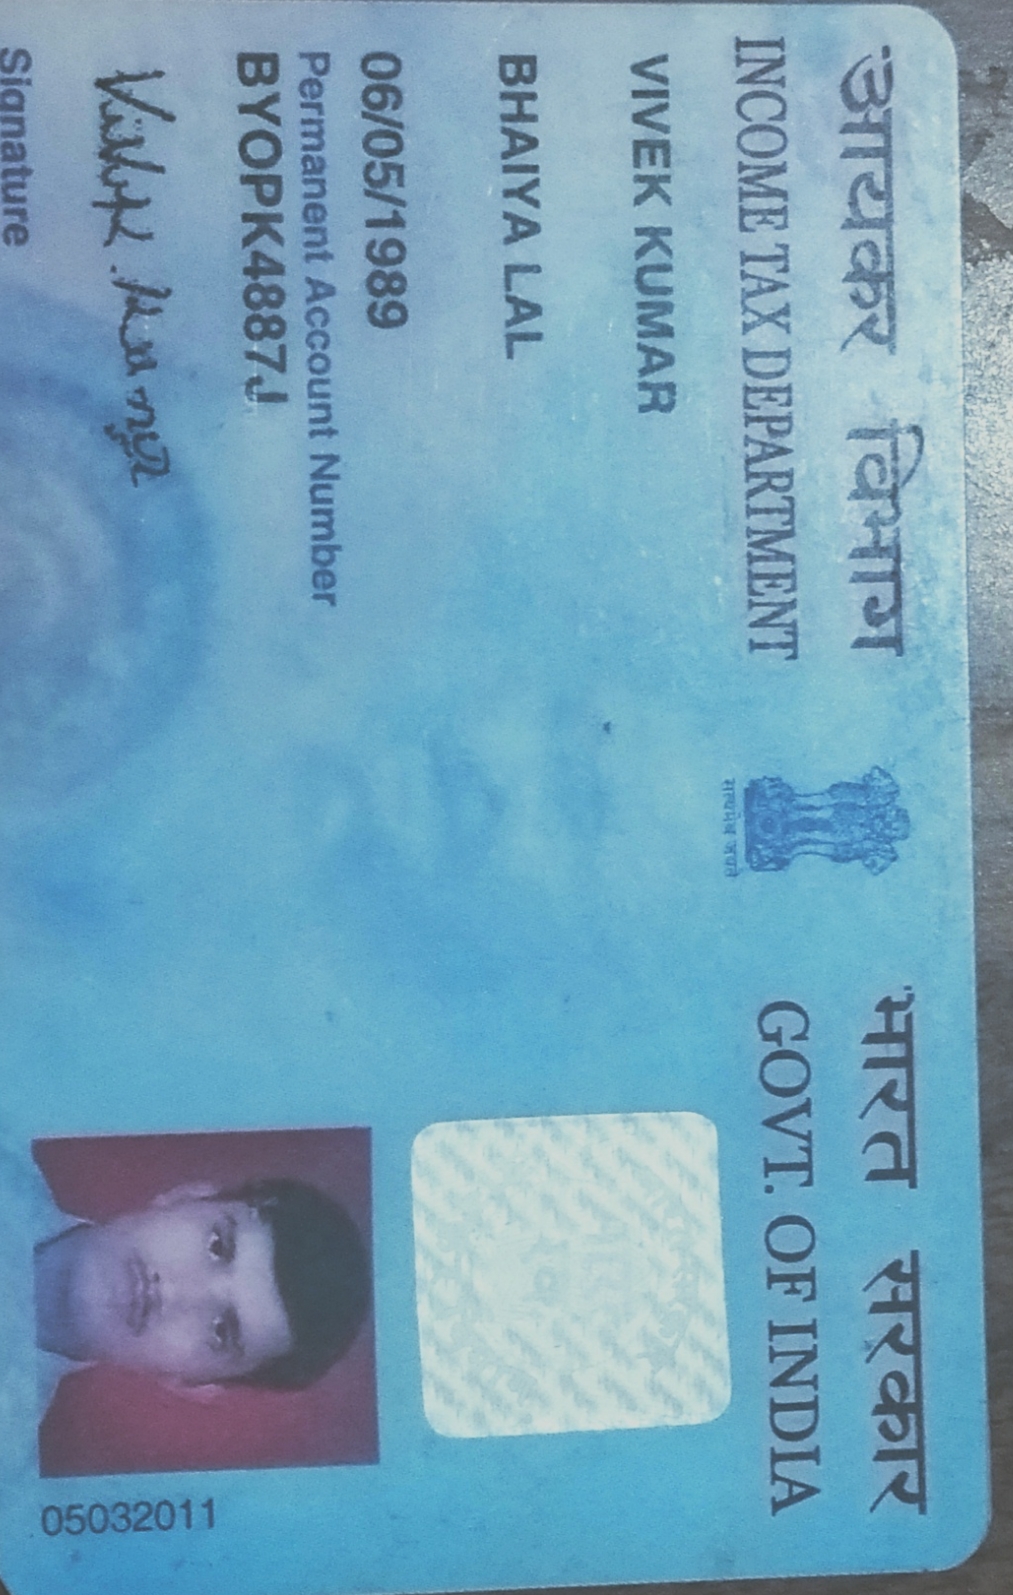 आयकर विभाग
INCOME TAX DEPARTMENT
सत्यमेव जयते
भारत सरकार
GOVT. OF INDIA
VIVEK KUMAR
BHAIYA LAL
06/05/1989
Permanent Account Number
BYOPK4887J
Vivek Kumar
Signature
05032011